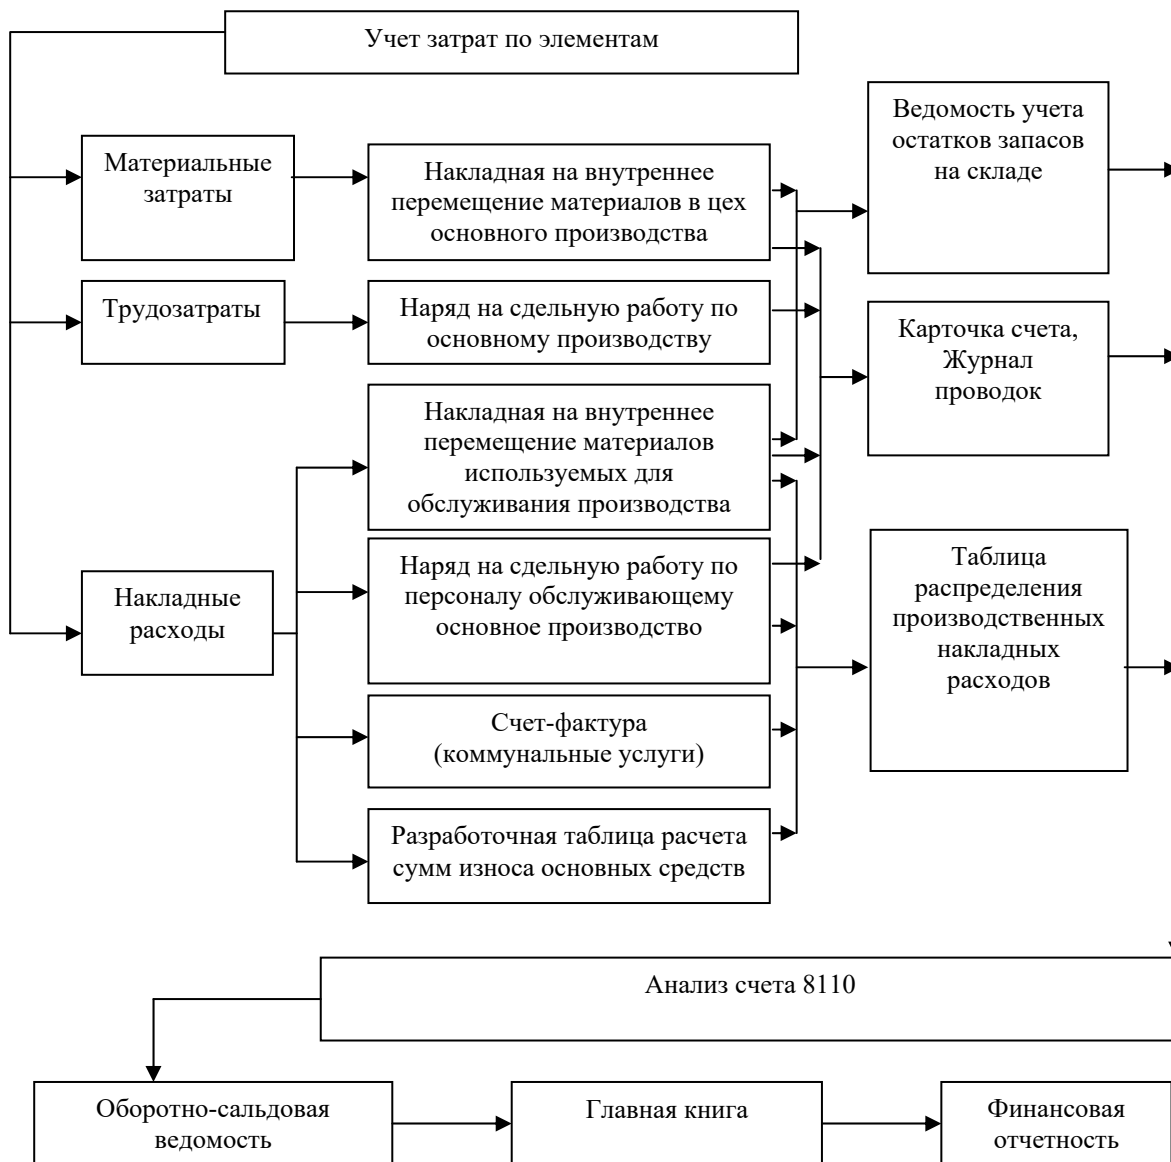 Учет затрат по элементам
Материальные
затраты
Накладная на внутреннее
перемещение материалов в цех
основного производства
Ведомость учета
остатков запасов
на складе
Трудозатраты
Наряд на сдельную работу по
основному производству
Карточка счета,
Журнал
проводок
Накладная на внутреннее
перемещение материалов
используемых для
обслуживания производства
Накладные
расходы
Наряд на сдельную работу по
персоналу обслуживающему
основное производство
Таблица
распределения
производственных
накладных
расходов
Счет-фактура
(коммунальные услуги)
Разработочная таблица расчета
сумм износа основных средств
Анализ счета 8110
Оборотно-сальдовая
ведомость
Главная книга
Финансовая
отчетность